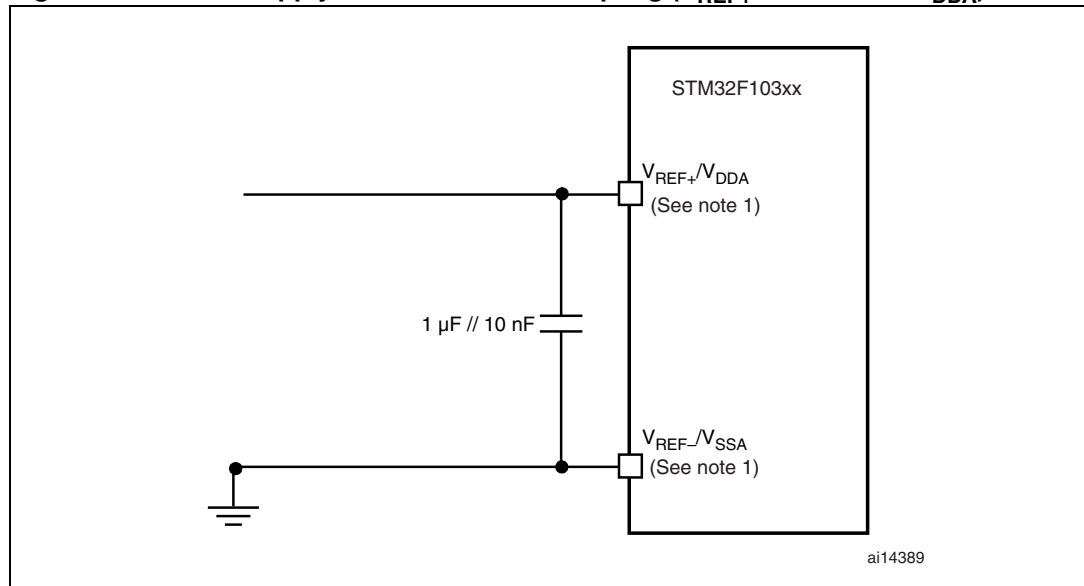 STM32F103xx
VREF+/VDDA
(See note 1)
1 µF // 10 nF
VREF–/VSSA
(See note 1)
ai14389